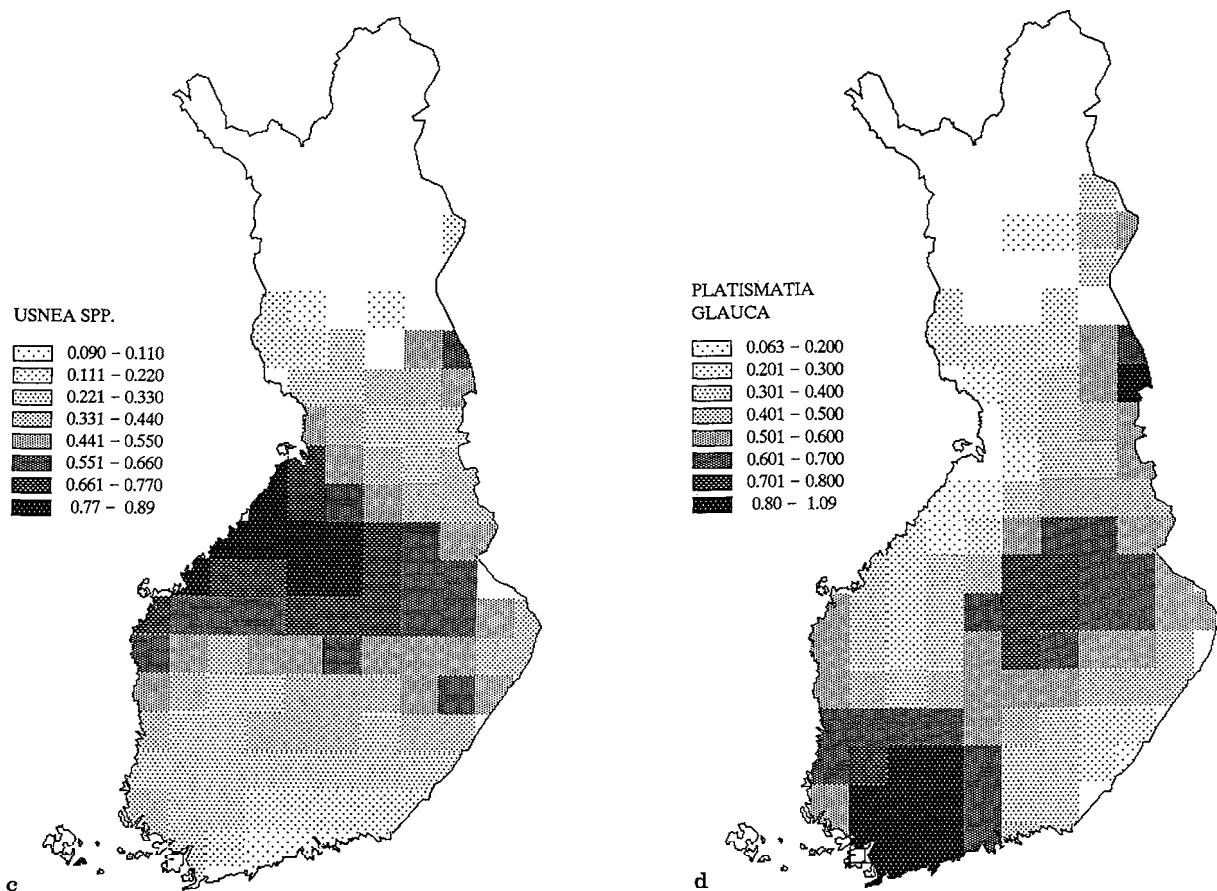 USNEA SPP.
0.090 – 0.110
0.111 – 0.220
0.221 – 0.330
0.331 – 0.440
0.441 – 0.550
0.551 – 0.660
0.661 – 0.770
0.77 – 0.89
c
PLATISMATIA
GLAUCA
0.063 – 0.200
0.201 – 0.300
0.301 – 0.400
0.401 – 0.500
0.501 – 0.600
0.601 – 0.700
0.701 – 0.800
0.80 – 1.09
d